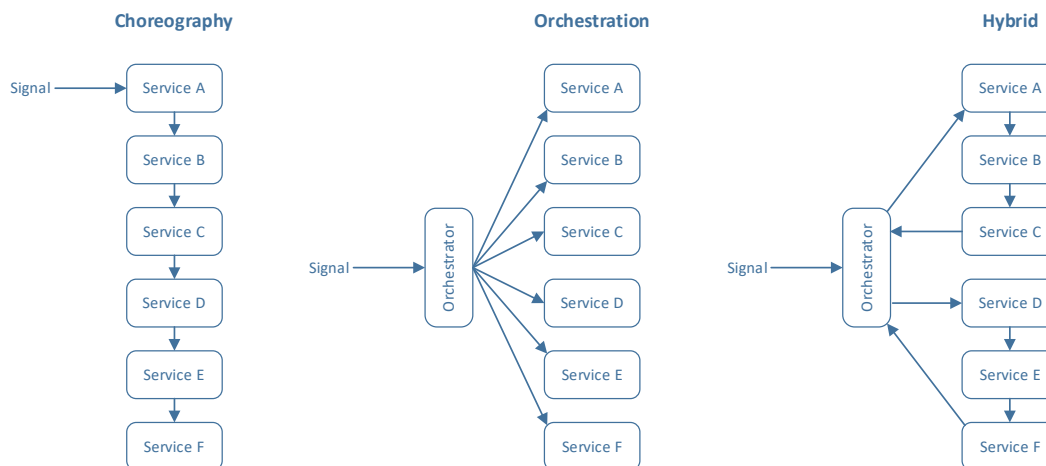 Choreography
Signal
Service A
Service B
Service C
Service D
Service E
Service F
Orchestration
Signal
Orchestrator
Service A
Service B
Service C
Service D
Service E
Service F
Hybrid
Signal
Orchestrator
Service A
Service B
Service C
Service D
Service E
Service F